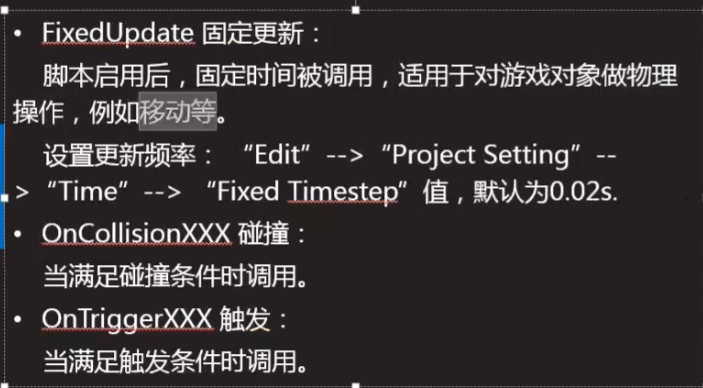 • FixedUpdate 固定更新：
脚本启用后，固定时间被调用，适用于对游戏对象做物理
操作，例如移动等。
设置更新频率： “Edit”--> “Project Setting”--
>“Time”--> “Fixed Timestep”值，默认为0.02s.
• OnCollisionXXX 碰撞：
当满足碰撞条件时调用。
• OnTriggerXXX 触发：
当满足触发条件时调用。